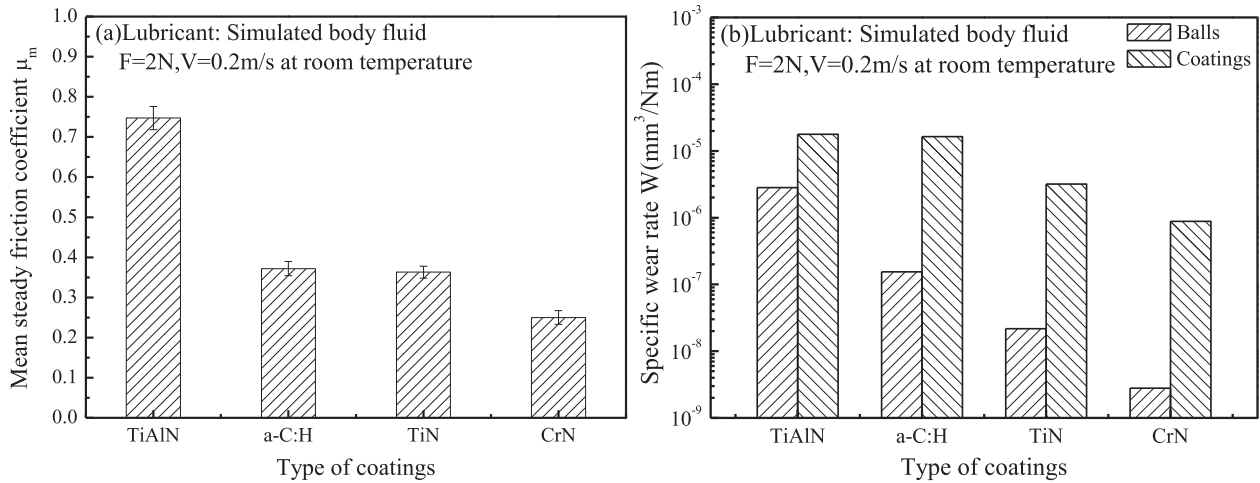 (a)Lubricant: Simulated body fluid
F=2N,V=0.2m/s at room temperature
Mean steady friction coefficient μm
1.0
0.9
0.8
0.7
0.6
0.5
0.4
0.3
0.2
0.1
0.0
TiAlN a-C:H TiN CrN
Type of coatings
(b)Lubricant: Simulated body fluid
F=2N,V=0.2m/s at room temperature
Balls
Coatings
Specific wear rate W(mm³/Nm)
10⁻³
10⁻⁴
10⁻⁵
10⁻⁶
10⁻⁷
10⁻⁸
10⁻⁹
TiAlN a-C:H TiN CrN
Type of coatings